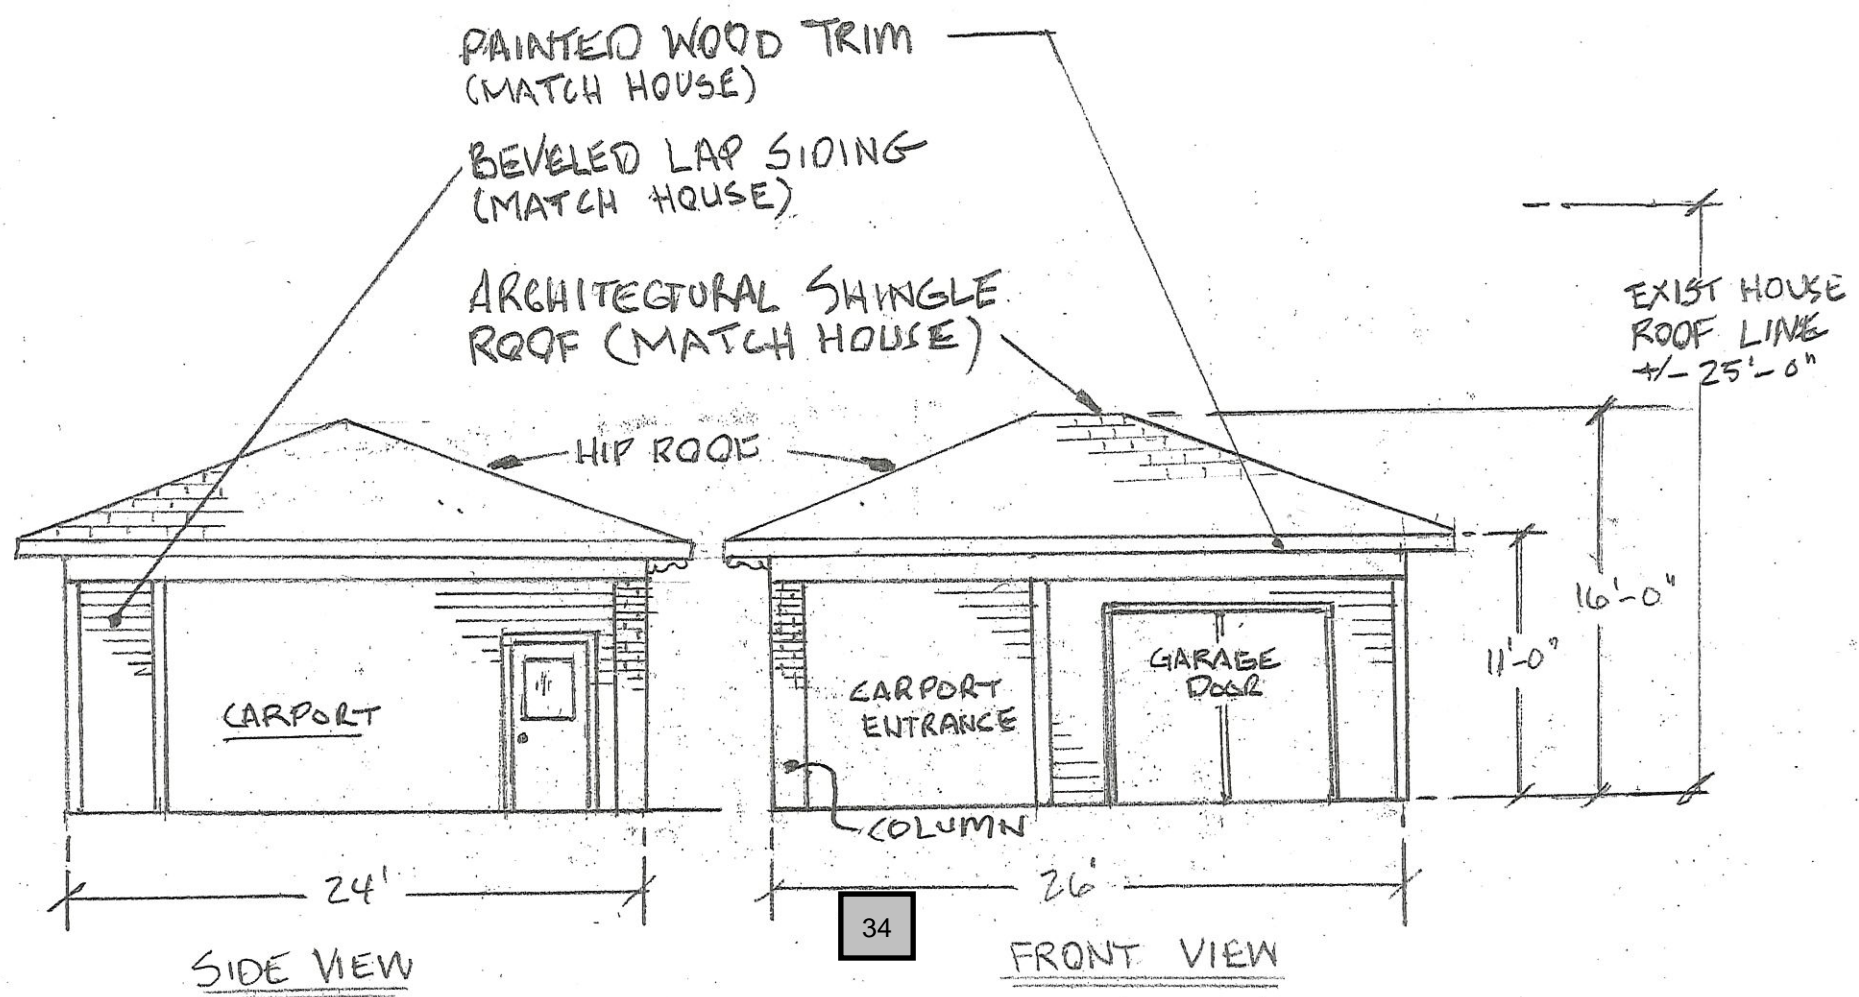 PAINTED WOOD TRIM
(MATCH HOUSE)
BEVELED LAP SIDING
(MATCH HOUSE)
ARCHITECTURAL SHINGLE
ROOF (MATCH HOUSE)
EXIST HOUSE
ROOF LINE
+/- 25'-0"
HIP ROOF
16'-0"
11'-0"
CARPORT
CARPORT
ENTRANCE
GARAGE
DOOR
COLUMN
24'
26'
34
SIDE VIEW
FRONT VIEW